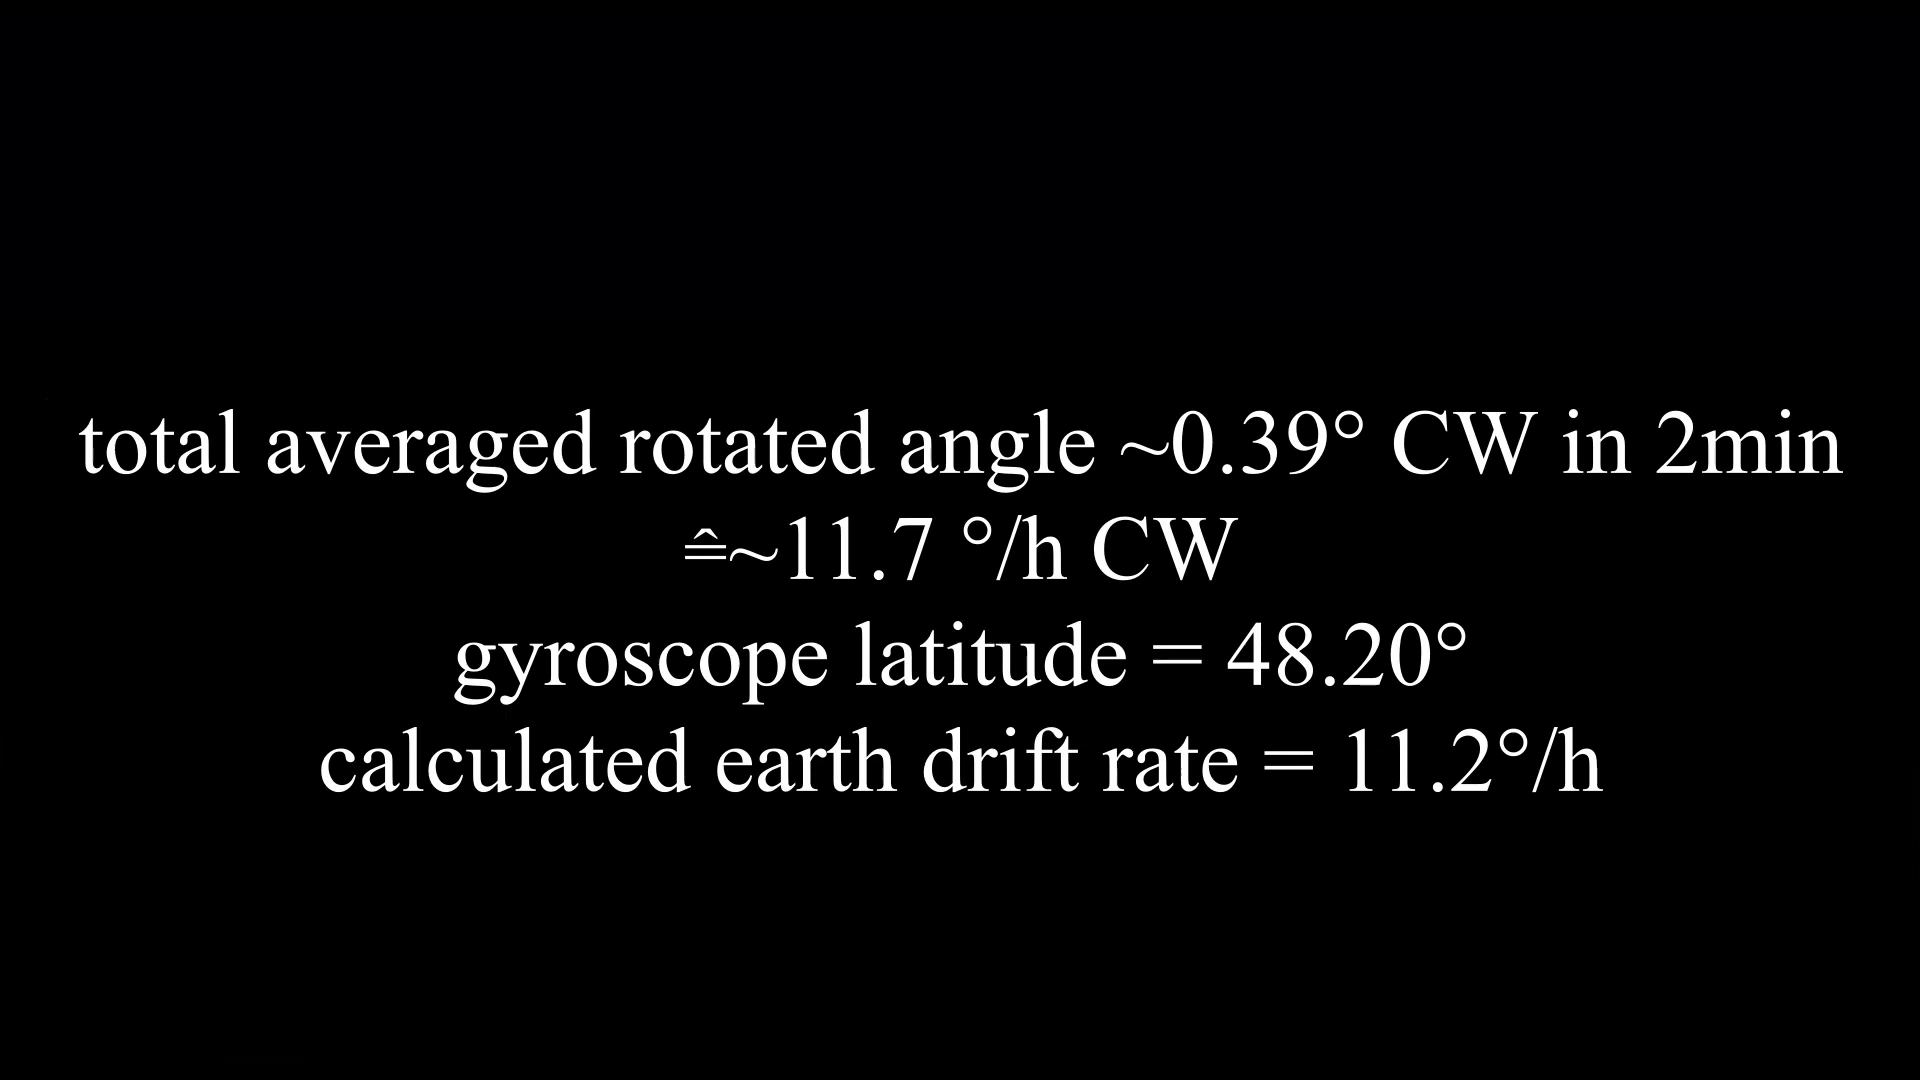 total averaged rotated angle ~0.39° CW in 2min
≙~11.7 °/h CW
gyroscope latitude = 48.20°
calculated earth drift rate = 11.2°/h